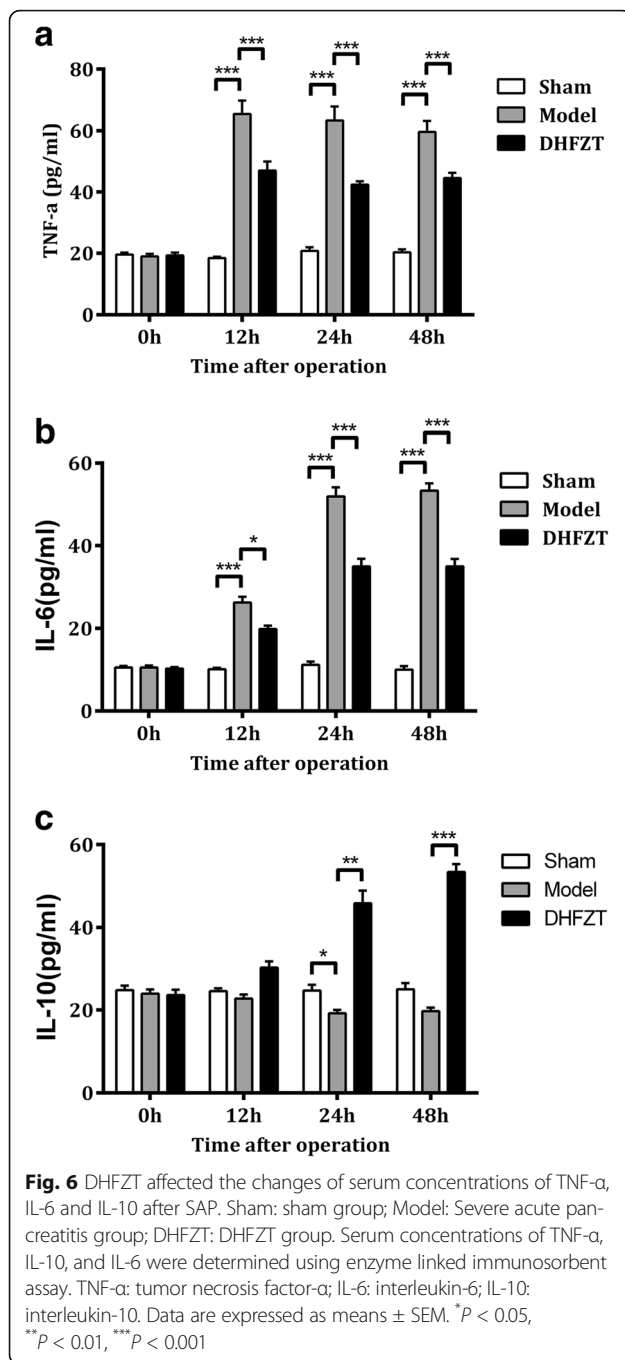 a
*** *** *** *** *** ***
80
60
40
20
0
TNF-a (pg/ml)
Sham
Model
DHFZT
0h 12h 24h 48h
Time after operation
b
*** * *** *** *** ***
60
40
20
0
IL-6(pg/ml)
Sham
Model
DHFZT
0h 12h 24h 48h
Time after operation
c
* ** ***
60
40
20
0
IL-10(pg/ml)
Sham
Model
DHFZT
0h 12h 24h 48h
Time after operation
Fig. 6 DHFZT affected the changes of serum concentrations of TNF-α,
IL-6 and IL-10 after SAP. Sham: sham group; Model: Severe acute pan-
creatitis group; DHFZT: DHFZT group. Serum concentrations of TNF-α,
IL-10, and IL-6 were determined using enzyme linked immunosorbent
assay. TNF-α: tumor necrosis factor-α; IL-6: interleukin-6; IL-10:
interleukin-10. Data are expressed as means ± SEM. *P < 0.05,
**P < 0.01, ***P < 0.001